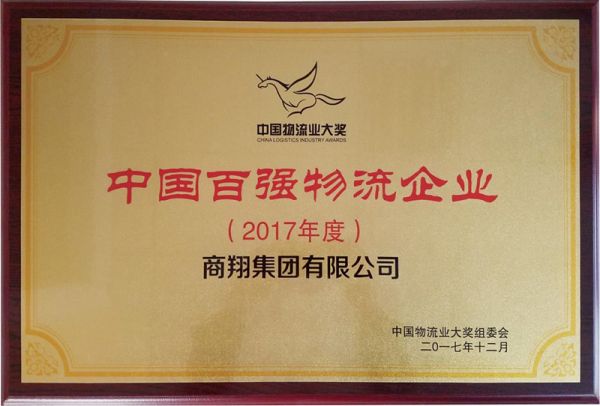 中国物流业大奖
CHINA LOGISTICS INDUSTRY AWARDS
中国百强物流企业
（2017年度）
商翔集团有限公司
中国物流业大奖组委会
二〇一七年十二月